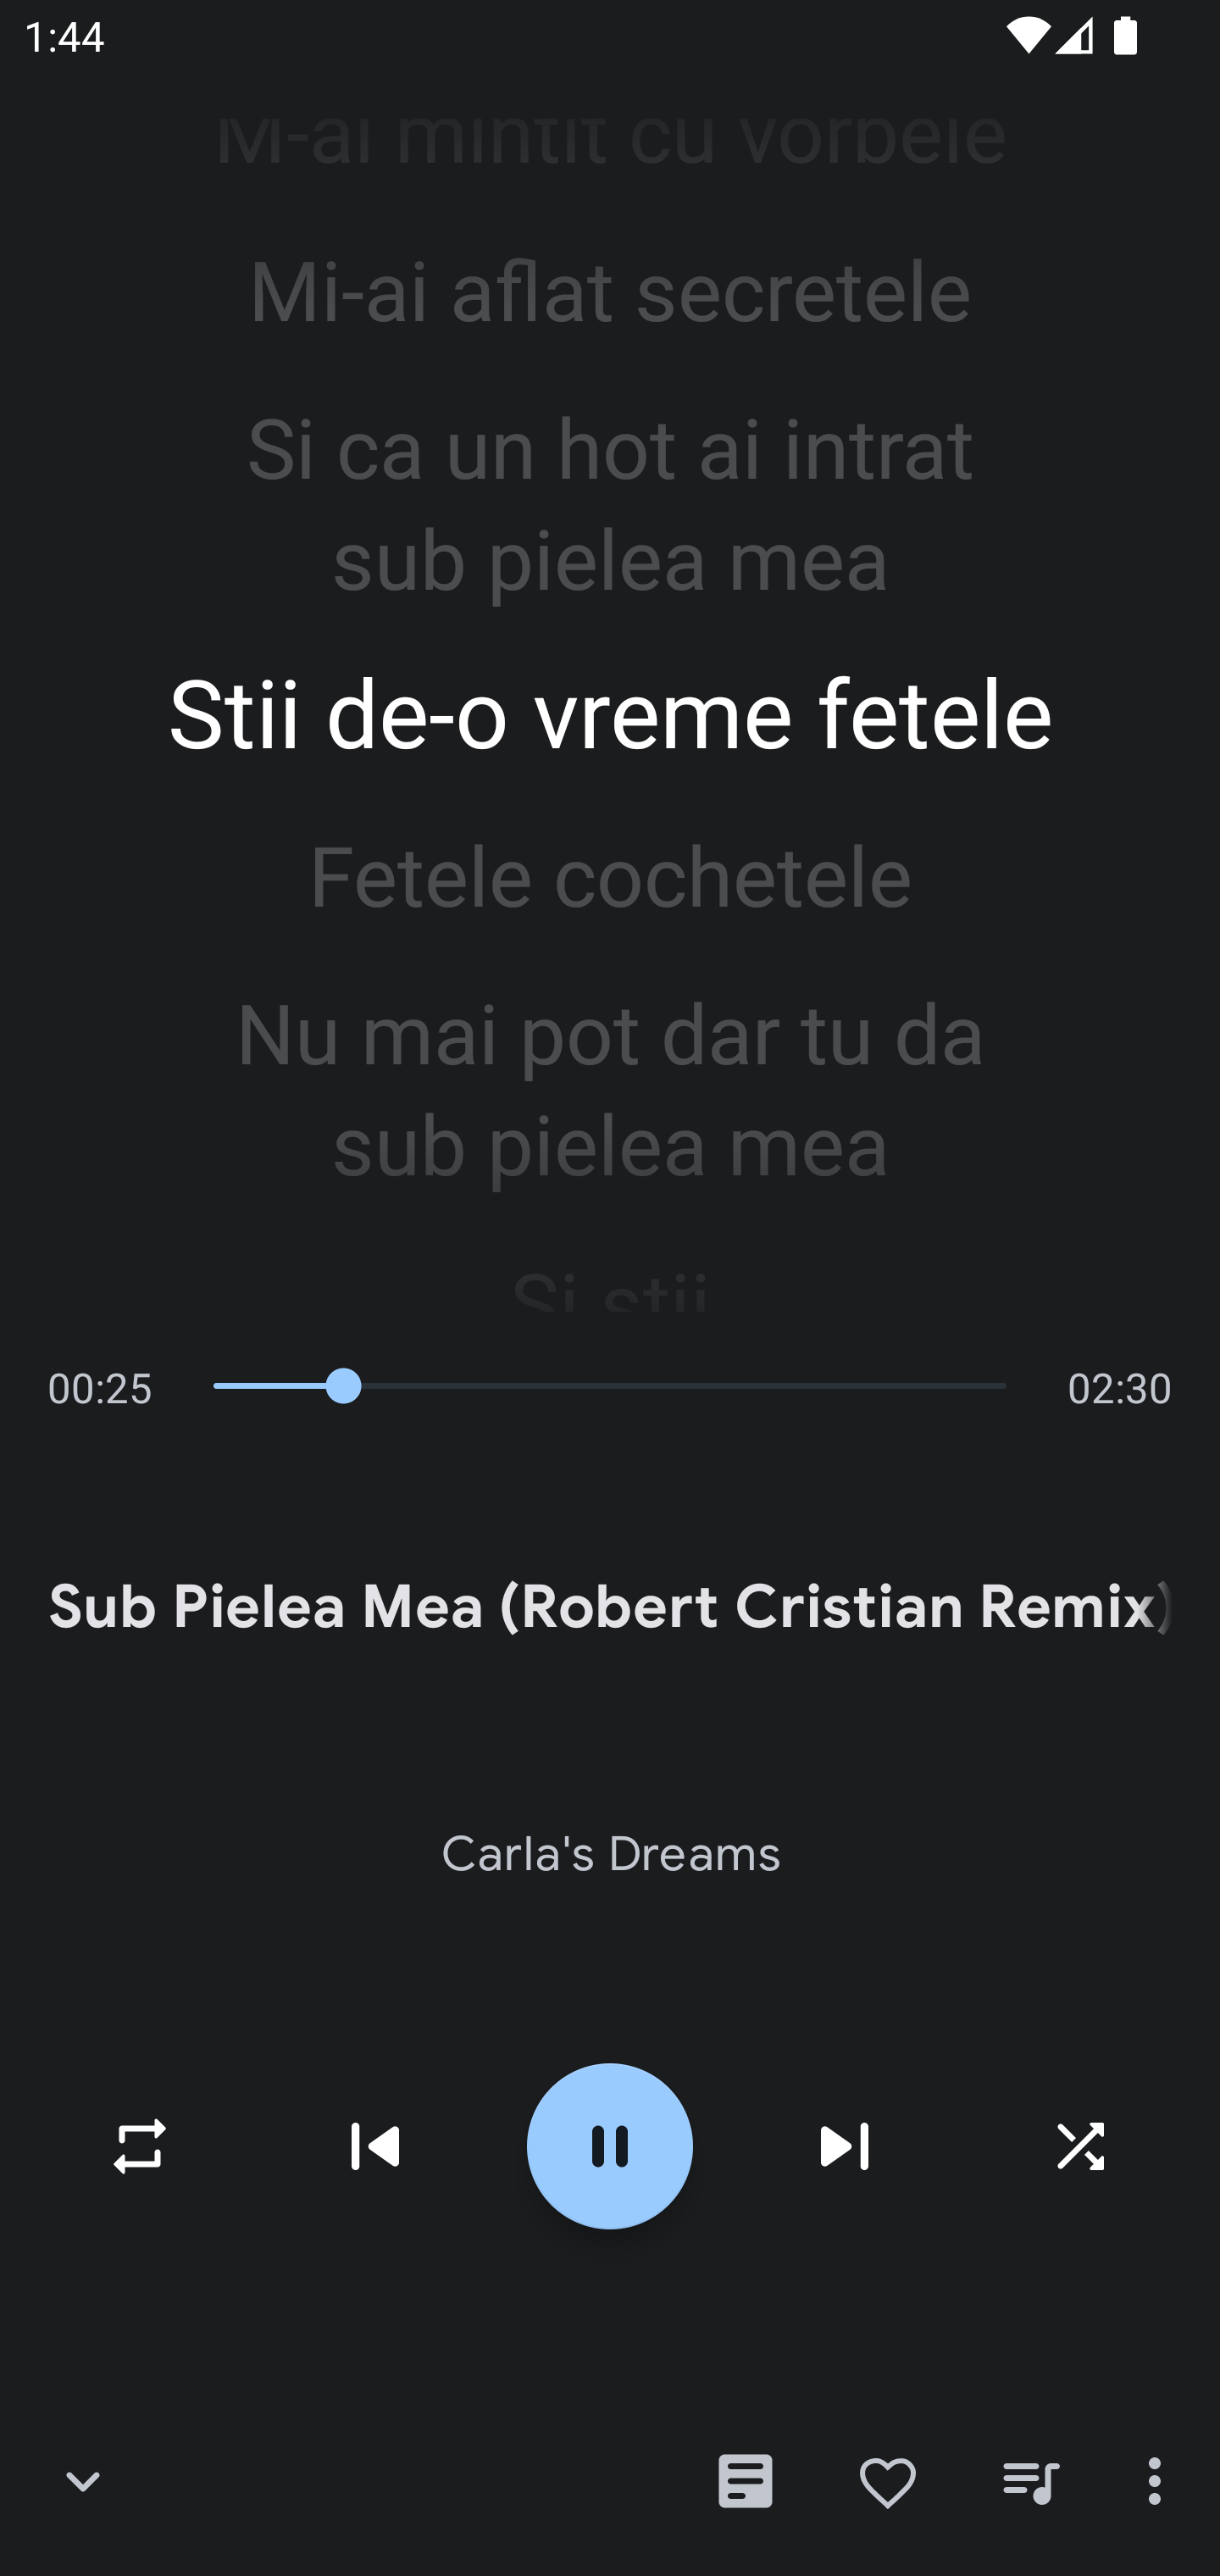 1:44
M-ai mintit cu vorbele
Mi-ai aflat secretele
Si ca un hot ai intrat
sub pielea mea
Stii de-o vreme fetele
Fetele cochetele
Nu mai pot dar tu da
sub pielea mea
Si stii
00:25
02:30
Sub Pielea Mea (Robert Cristian Remix)
Carla's Dreams